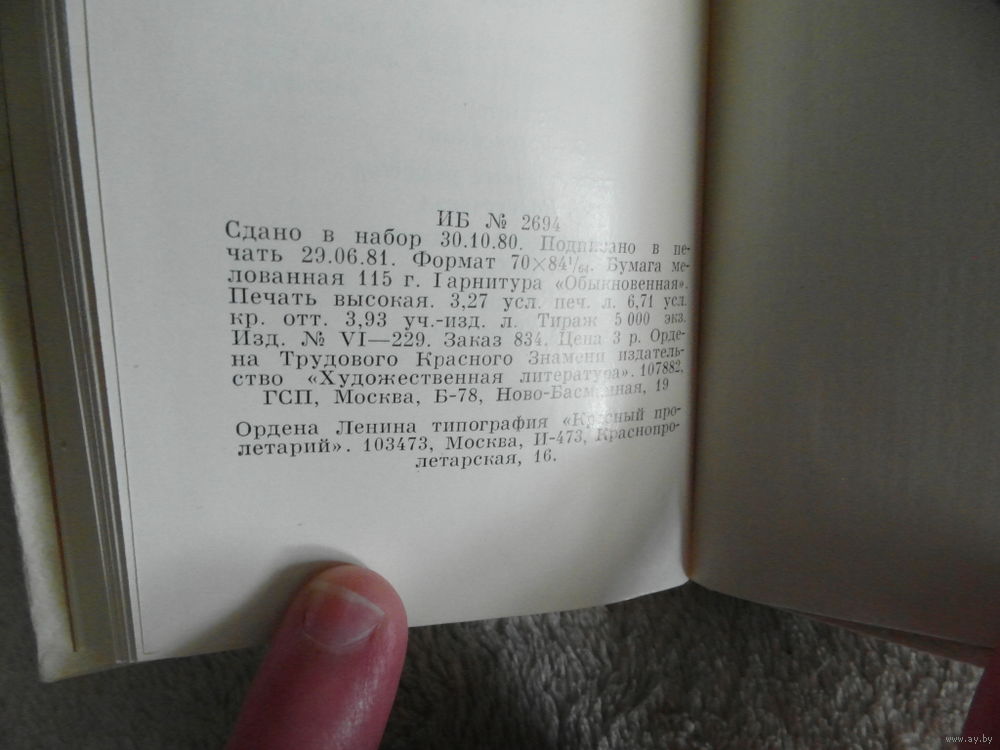 ИБ № 2694
Сдано в набор 30.10.80. Подписано в пе-
чать 29.06.81. Формат 70×84¹/₆₄. Бумага ме-
лованная 115 г. Гарнитура «Обыкновенная».
Печать высокая. 3,27 усл. печ. л. 6,71 усл.
кр. отт. 3,93 уч.-изд. л. Тираж 5 000 экз.
Изд. № VI—229. Заказ 834. Цена 3 р. Орде-
на Трудового Красного Знамени издатель-
ство «Художественная литература». 107882,
ГСП, Москва, Б-78, Ново-Басманная, 19
Ордена Ленина типография «Красный про-
летарий». 103473, Москва, И-473, Краснопро-
летарская, 16.
www.ay.by